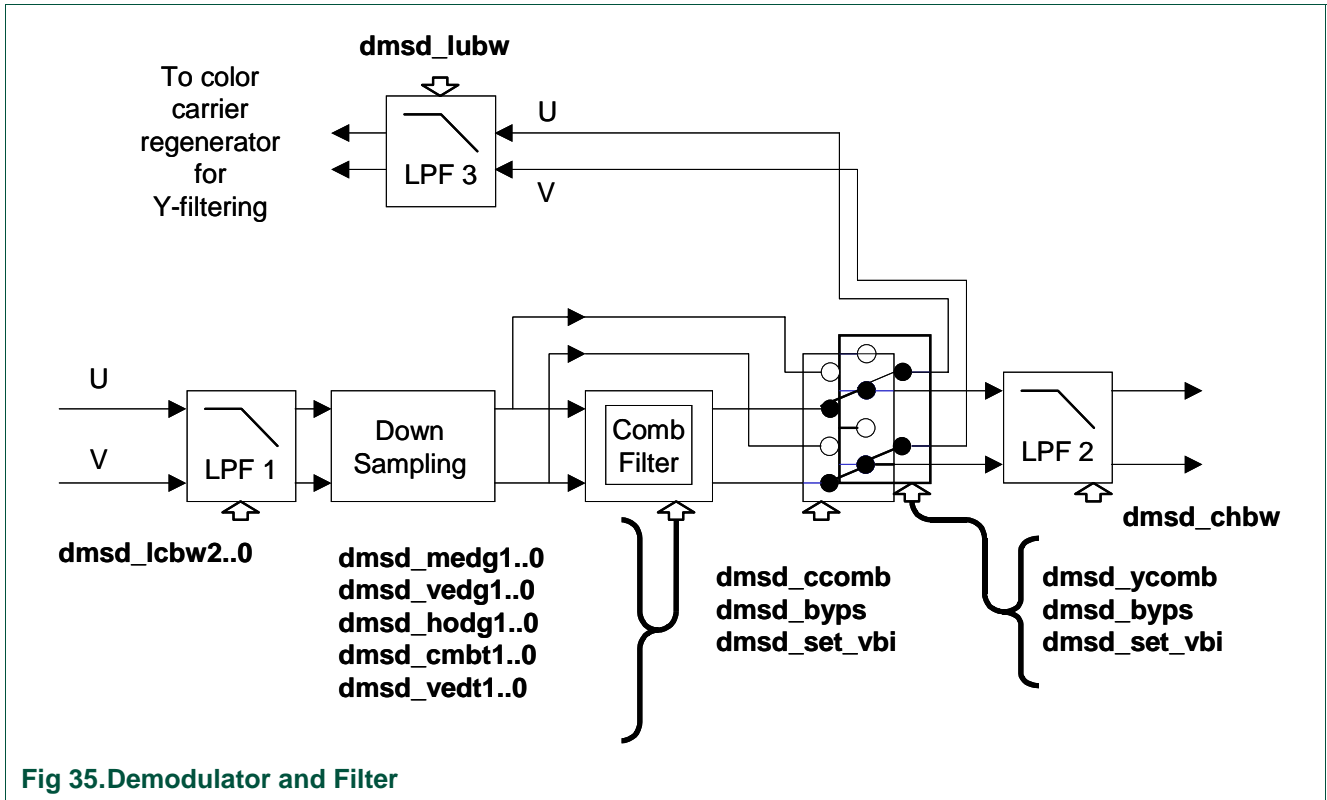 dmsd_lubw
To color
carrier
regenerator
for
Y-filtering
U
V
LPF 3
U
V
LPF 1
Down
Sampling
Comb
Filter
LPF 2
dmsd_lcbw2..0
dmsd_medg1..0
dmsd_vedg1..0
dmsd_hodg1..0
dmsd_cmbt1..0
dmsd_vedt1..0
dmsd_ccomb
dmsd_byps
dmsd_set_vbi
dmsd_chbw
dmsd_ycomb
dmsd_byps
dmsd_set_vbi
Fig 35.Demodulator and Filter